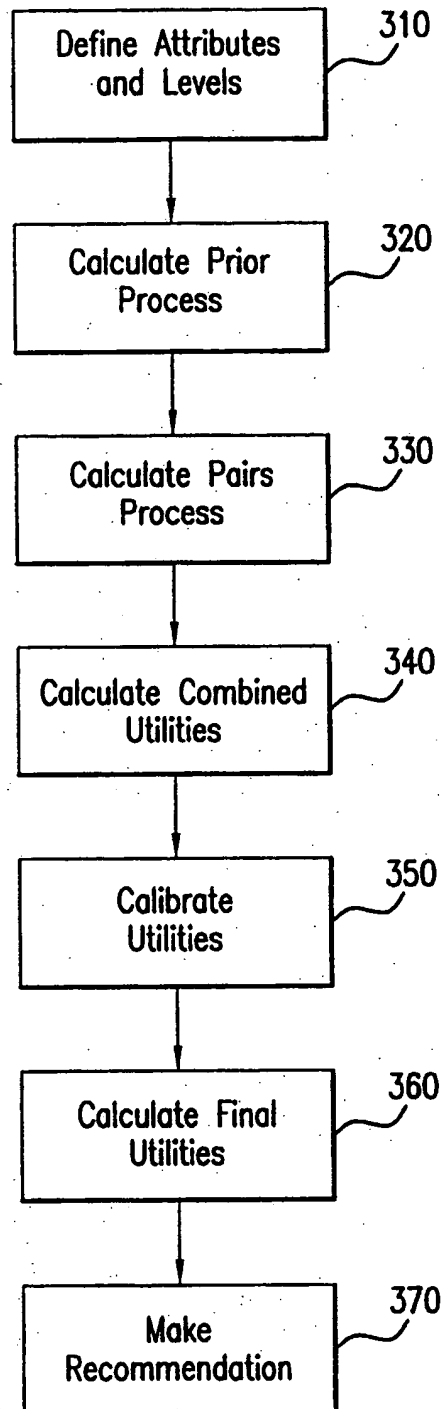 310
Define Attributes
and Levels
320
Calculate Prior
Process
330
Calculate Pairs
Process
340
Calculate Combined
Utilities
350
Calibrate
Utilities
360
Calculate Final
Utilities
370
Make
Recommendation